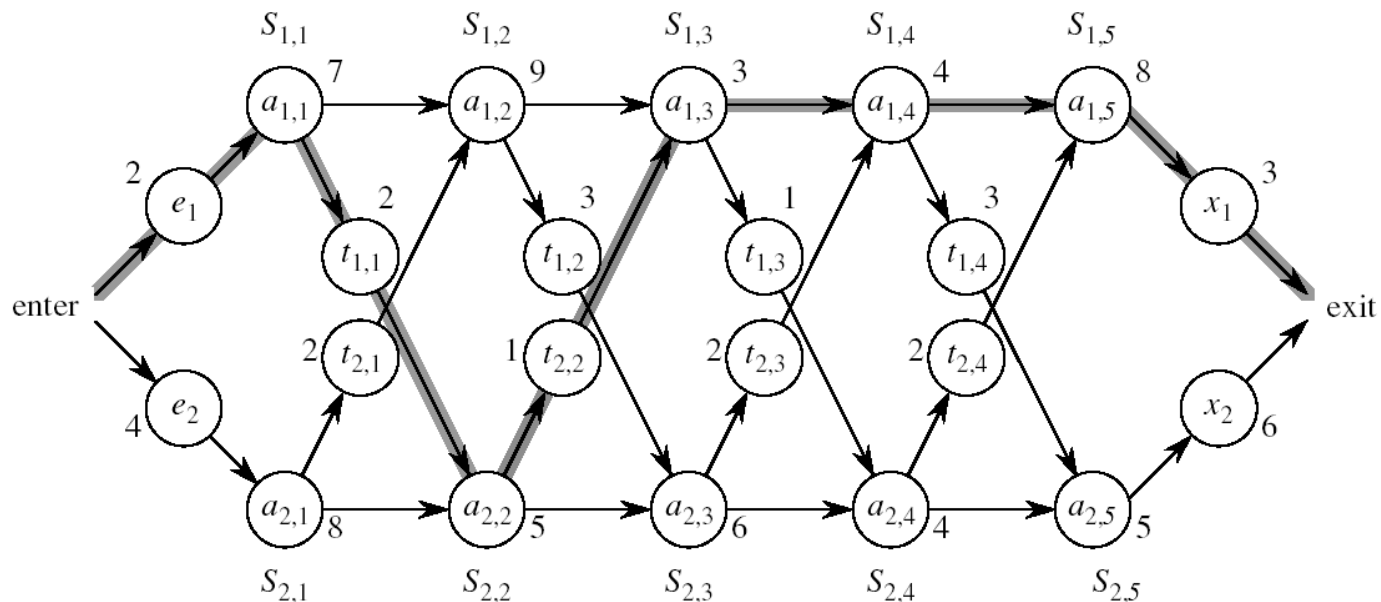 S1,1 S1,2 S1,3 S1,4 S1,5
7 9 3 4 8
a1,1 a1,2 a1,3 a1,4 a1,5
2 3
e1 2 3 1 3 x1
t1,1 t1,2 t1,3 t1,4
enter exit
2 t2,1 1 t2,2 2 t2,3 2 t2,4
4 e2 x2 6
a2,1 a2,2 a2,3 a2,4 a2,5
8 5 6 4 5
S2,1 S2,2 S2,3 S2,4 S2,5